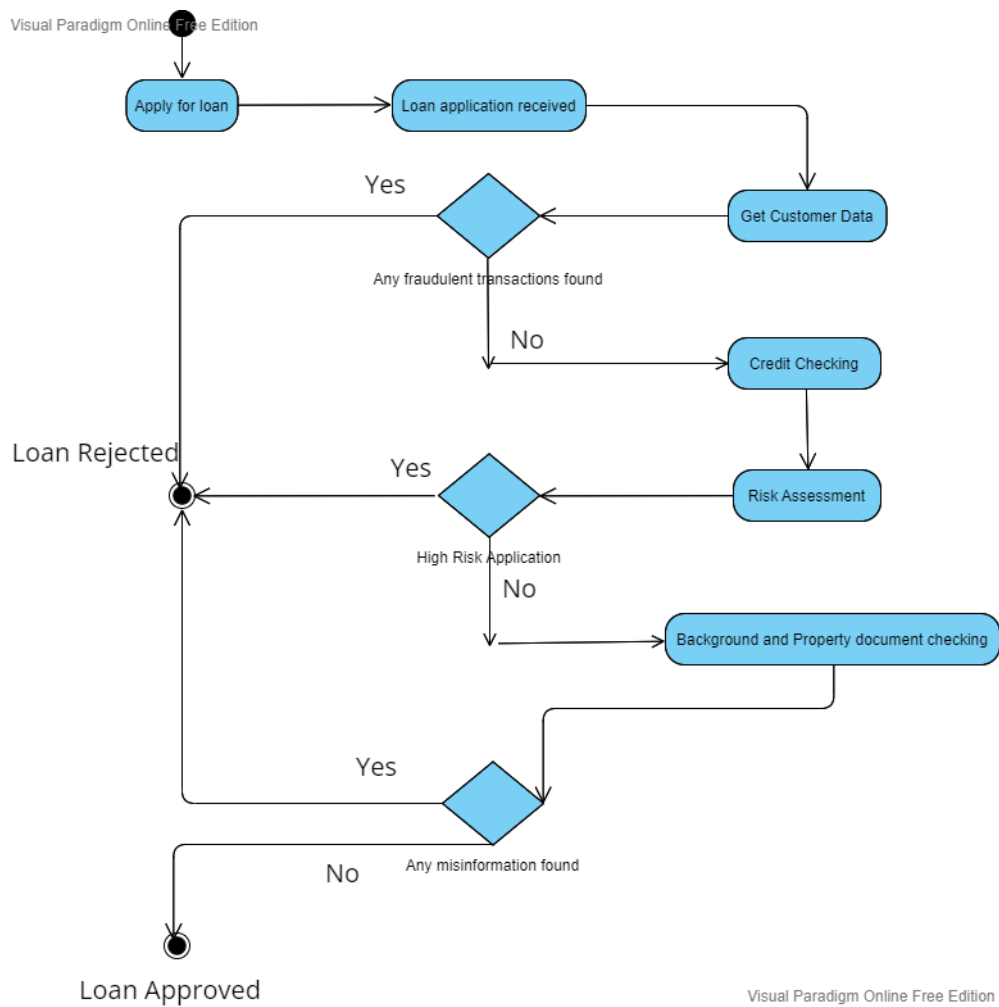 Visual Paradigm Online Free Edition
Apply for loan
Loan application received
Yes
Get Customer Data
Any fraudulent transactions found
No
Credit Checking
Loan Rejected
Yes
Risk Assessment
High Risk Application
No
Background and Property document checking
Yes
Any misinformation found
No
Loan Approved
Visual Paradigm Online Free Edition